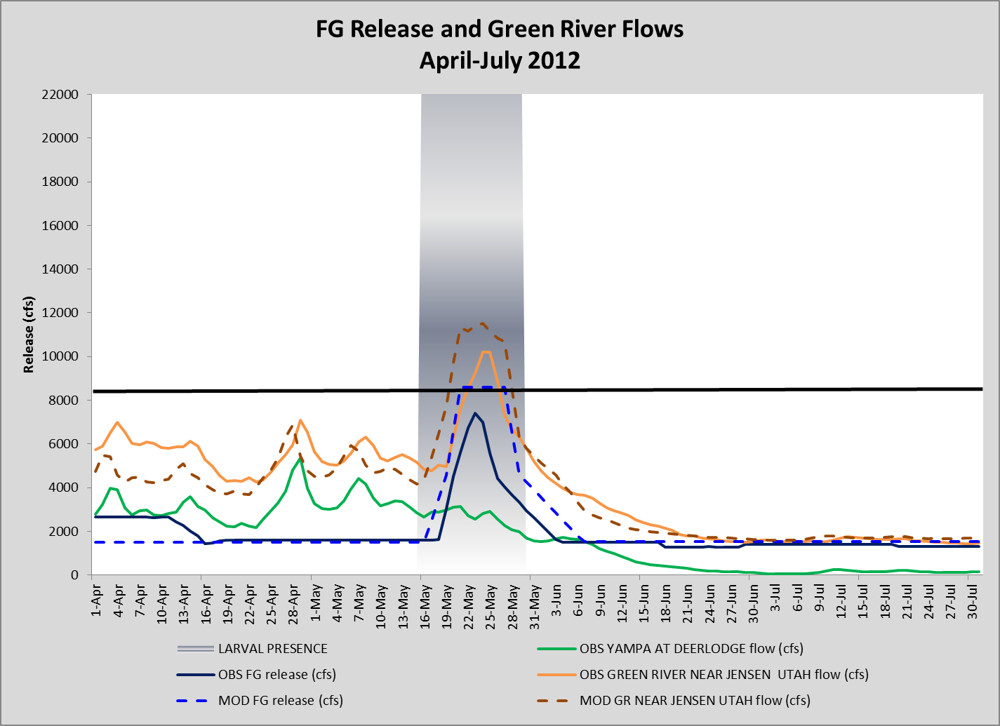 FG Release and Green River Flows
April-July 2012
Release (cfs)
22000
20000
18000
16000
14000
12000
10000
8000
6000
4000
2000
0
1-Apr
4-Apr
7-Apr
10-Apr
13-Apr
16-Apr
19-Apr
22-Apr
25-Apr
28-Apr
1-May
4-May
7-May
10-May
13-May
16-May
19-May
22-May
25-May
28-May
31-May
3-Jun
6-Jun
9-Jun
12-Jun
15-Jun
18-Jun
21-Jun
24-Jun
27-Jun
30-Jun
3-Jul
6-Jul
9-Jul
12-Jul
15-Jul
18-Jul
21-Jul
24-Jul
27-Jul
30-Jul
LARVAL PRESENCE
OBS YAMPA AT DEERLODGE flow (cfs)
OBS FG release (cfs)
OBS GREEN RIVER NEAR JENSEN  UTAH flow (cfs)
MOD FG release (cfs)
MOD GR NEAR JENSEN UTAH flow (cfs)